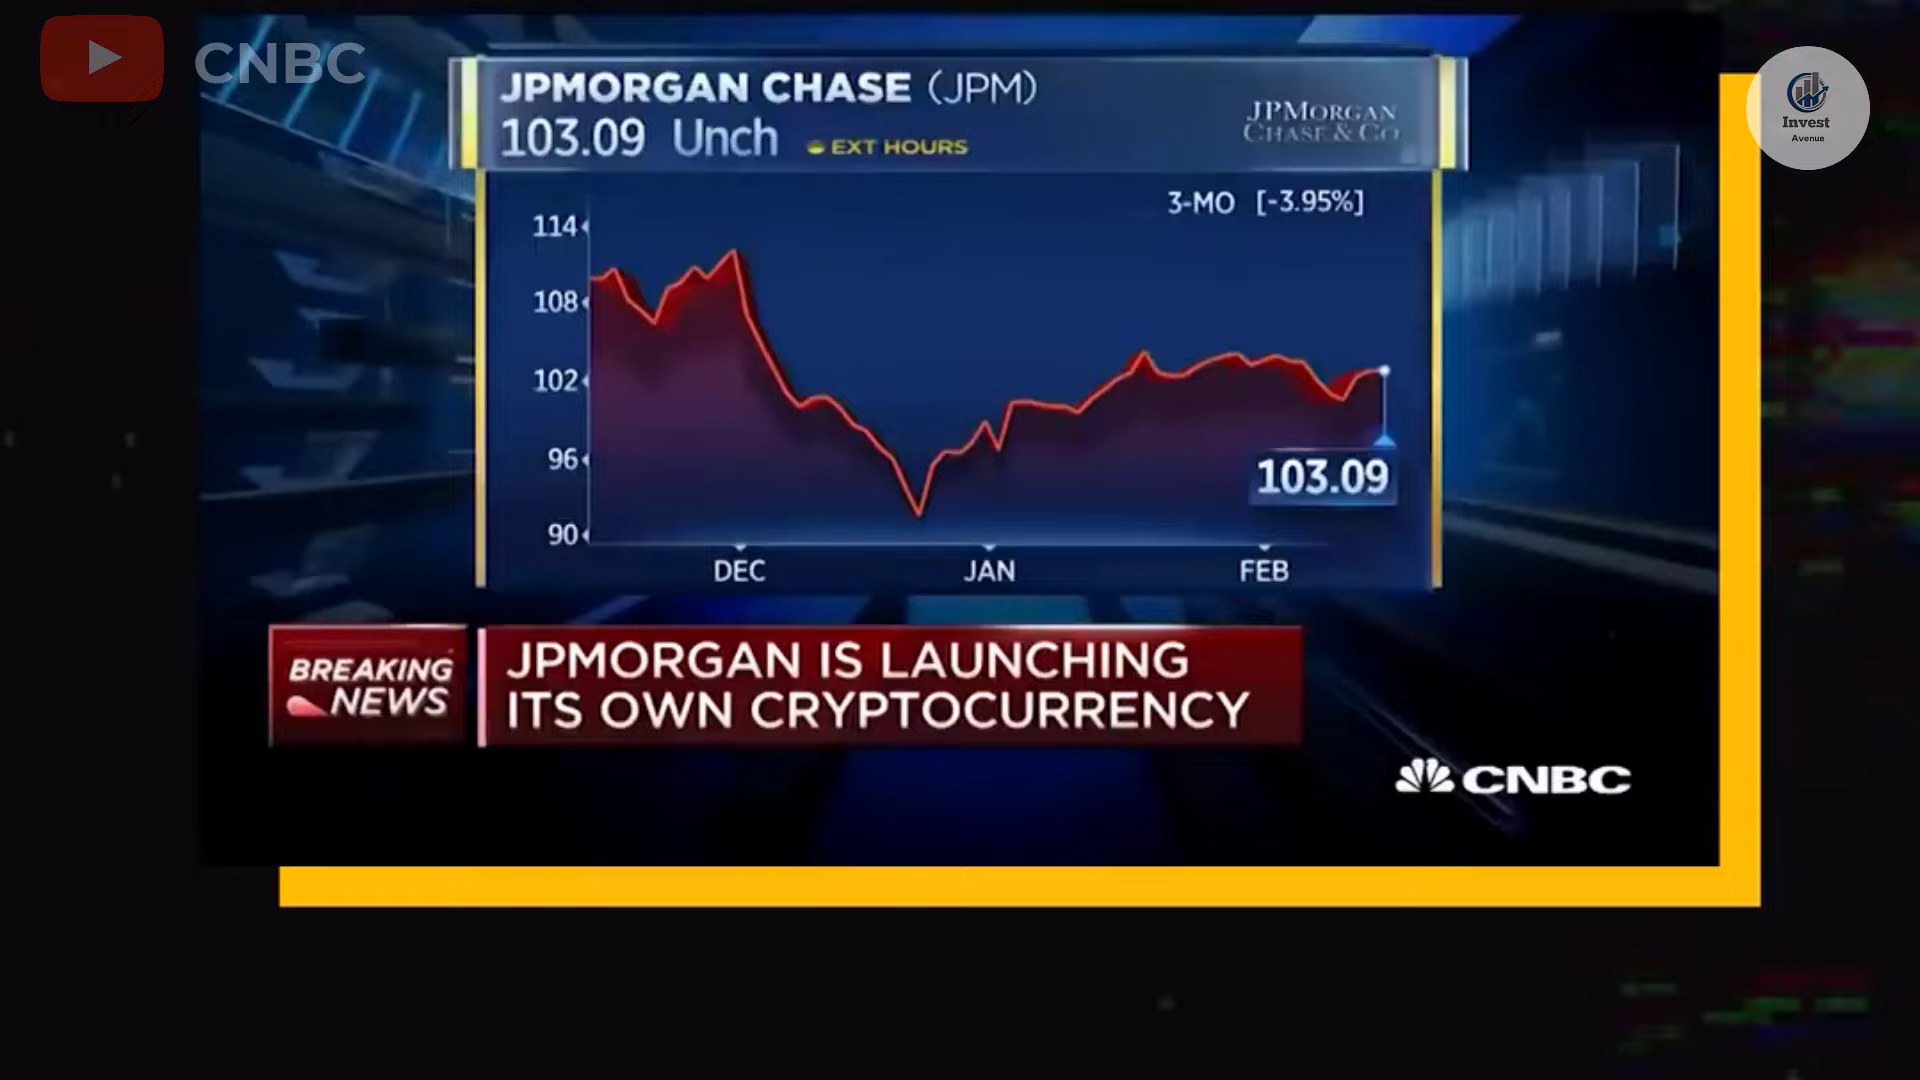 CNBC
Invest
Avenue
JPMORGAN CHASE (JPM)
103.09 Unch EXT HOURS
JPMORGAN
CHASE & CO.
3-MO [-3.95%]
114
108
102
96
90
103.09
DEC JAN FEB
BREAKING
NEWS
JPMORGAN IS LAUNCHING
ITS OWN CRYPTOCURRENCY
CNBC